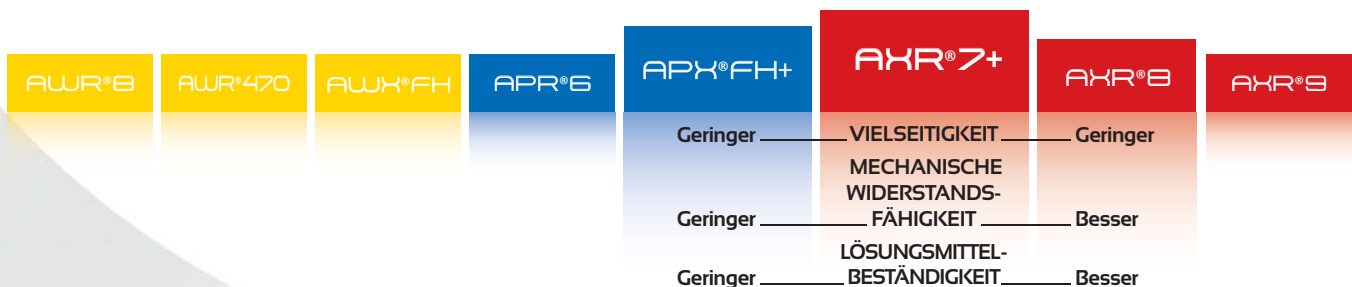 AWR®8 AWR®470 AWX®FH APR®6 APX®FH+ AXR®7+ AXR®8 AXR®9
Geringer VIELSEITIGKEIT Geringer
MECHANISCHE
WIDERSTANDS-
Geringer FÄHIGKEIT Besser
LÖSUNGSMITTEL-
Geringer BESTÄNDIGKEIT Besser